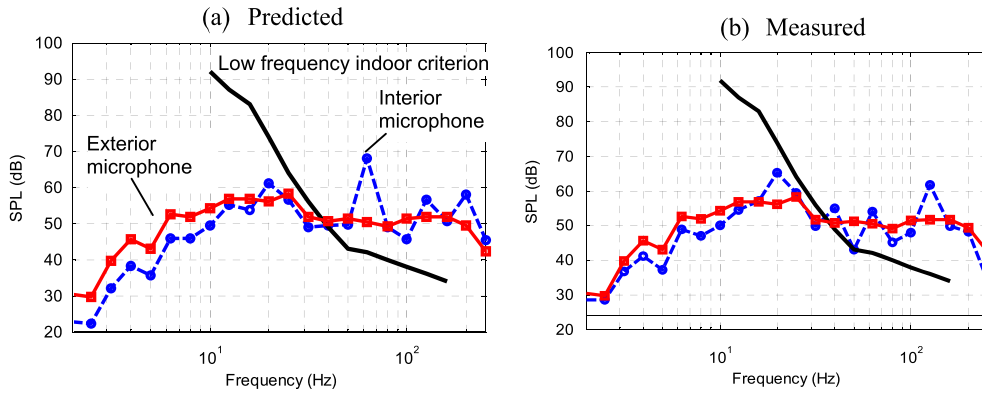 (a) Predicted
100
90
80
70
60
50
40
30
20
SPL (dB)
Low frequency indoor criterion
Interior
microphone
Exterior
microphone
10¹
10²
Frequency (Hz)
(b) Measured
100
90
80
70
60
50
40
30
20
SPL (dB)
10¹
10²
Frequency (Hz)